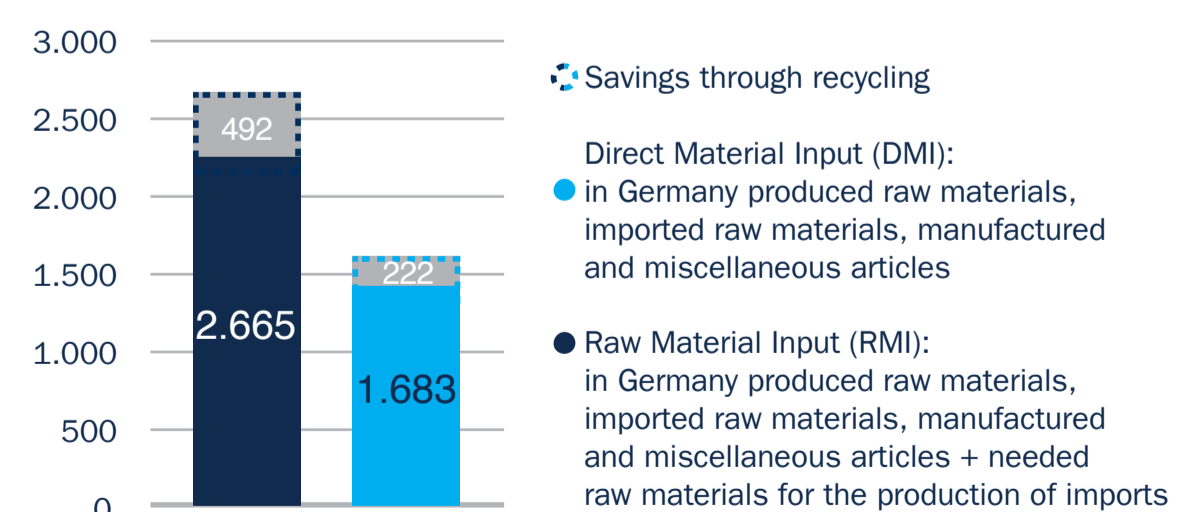 3.000
2.500
2.000
1.500
1.000
500
0
492
2.665
222
1.683
Savings through recycling
Direct Material Input (DMI):
in Germany produced raw materials,
imported raw materials, manufactured
and miscellaneous articles
Raw Material Input (RMI):
in Germany produced raw materials,
imported raw materials, manufactured
and miscellaneous articles + needed
raw materials for the production of imports